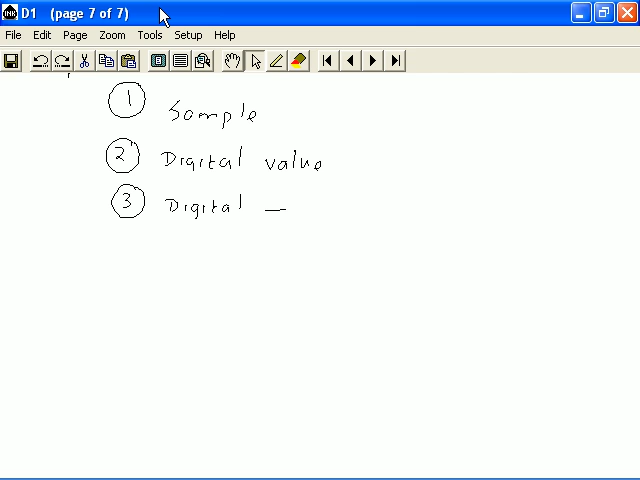 INK D1 (page 7 of 7)
File Edit Page Zoom Tools Setup Help
1 Sample
2 Digital value
3 Digital —